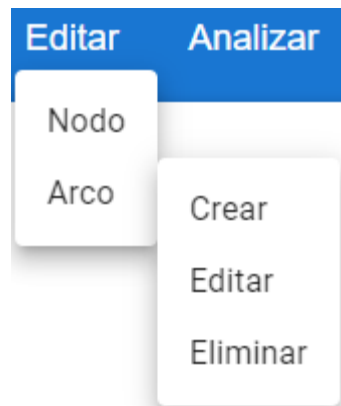 Editar Analizar
Nodo
Arco
Crear
Editar
Eliminar